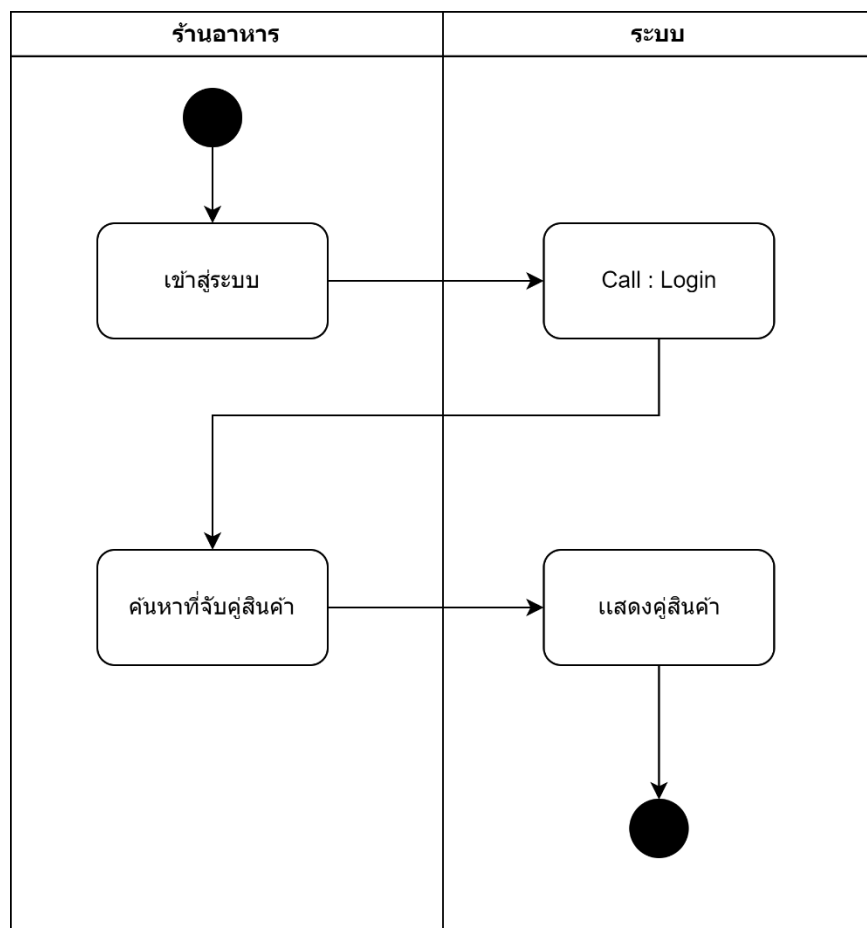 ร้านอาหาร
ระบบ
เข้าสู่ระบบ
Call : Login
ค้นหาที่จับคู่สินค้า
แสดงคู่สินค้า